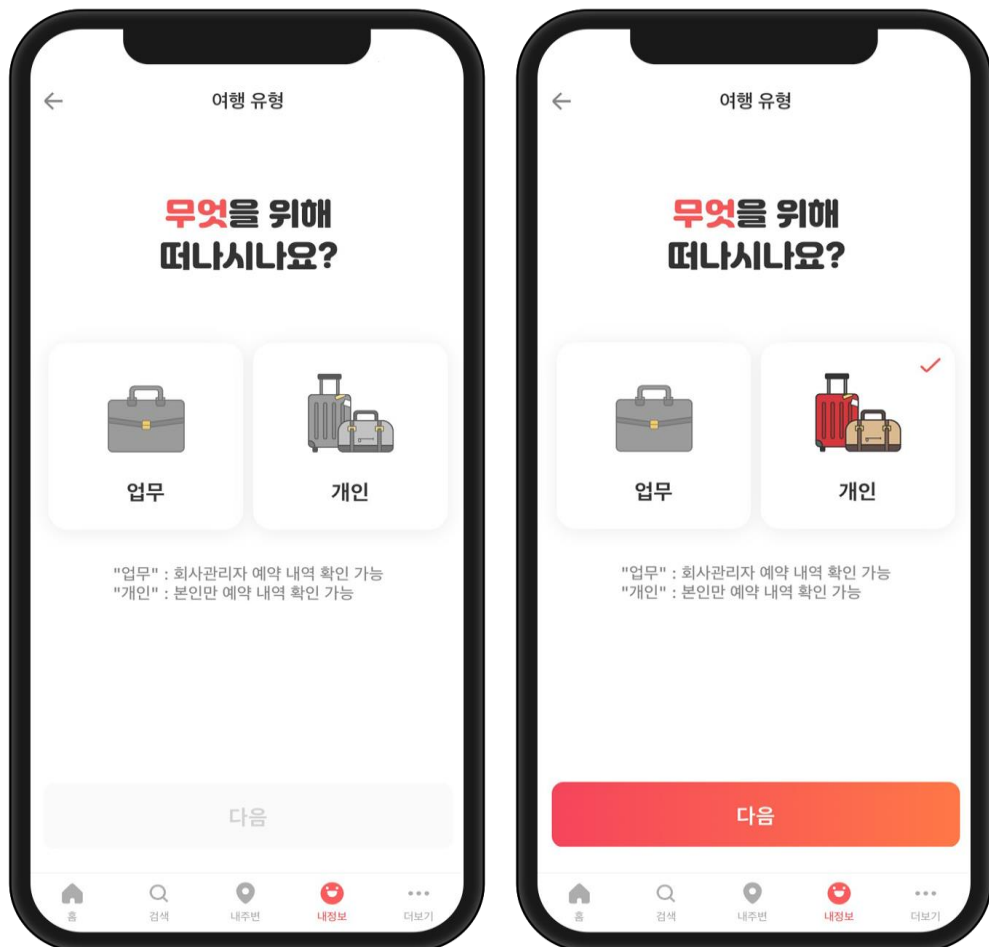 여행 유형
무엇을 위해
떠나시나요?
업무
개인
"업무" : 회사관리자 예약 내역 확인 가능
"개인" : 본인만 예약 내역 확인 가능
다음
홈
검색
내주변
내정보
더보기
여행 유형
무엇을 위해
떠나시나요?
업무
개인
"업무" : 회사관리자 예약 내역 확인 가능
"개인" : 본인만 예약 내역 확인 가능
다음
홈
검색
내주변
내정보
더보기